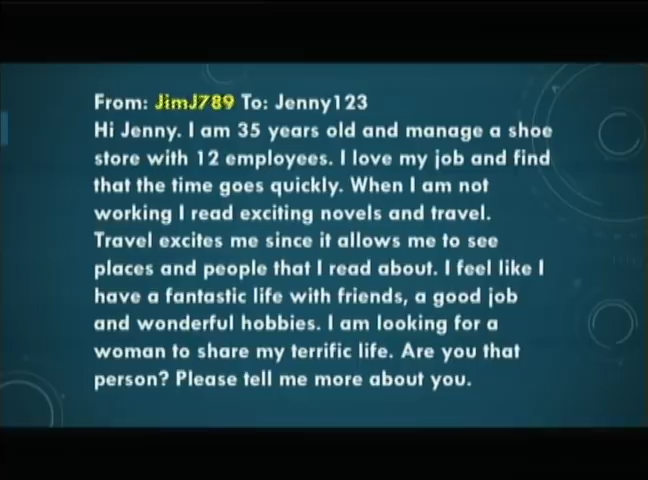 From: JimJ789 To: Jenny123
Hi Jenny. I am 35 years old and manage a shoe
store with 12 employees. I love my job and find
that the time goes quickly. When I am not
working I read exciting novels and travel.
Travel excites me since it allows me to see
places and people that I read about. I feel like I
have a fantastic life with friends, a good job
and wonderful hobbies. I am looking for a
woman to share my terrific life. Are you that
person? Please tell me more about you.